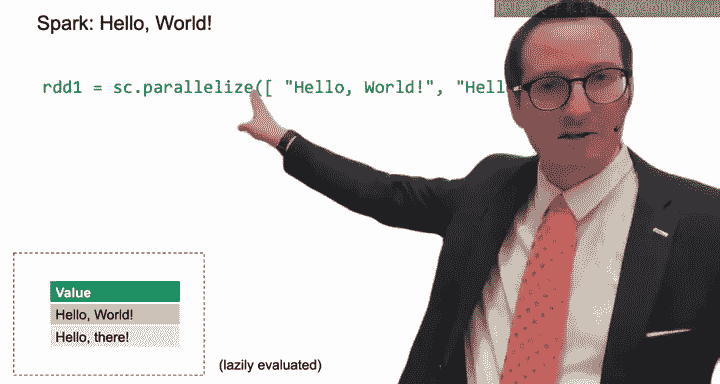 Spark: Hello, World!
rdd1 = sc.parallelize([ "Hello, World!", "Hell
Value
Hello, World!
Hello, there!
(lazily evaluated)